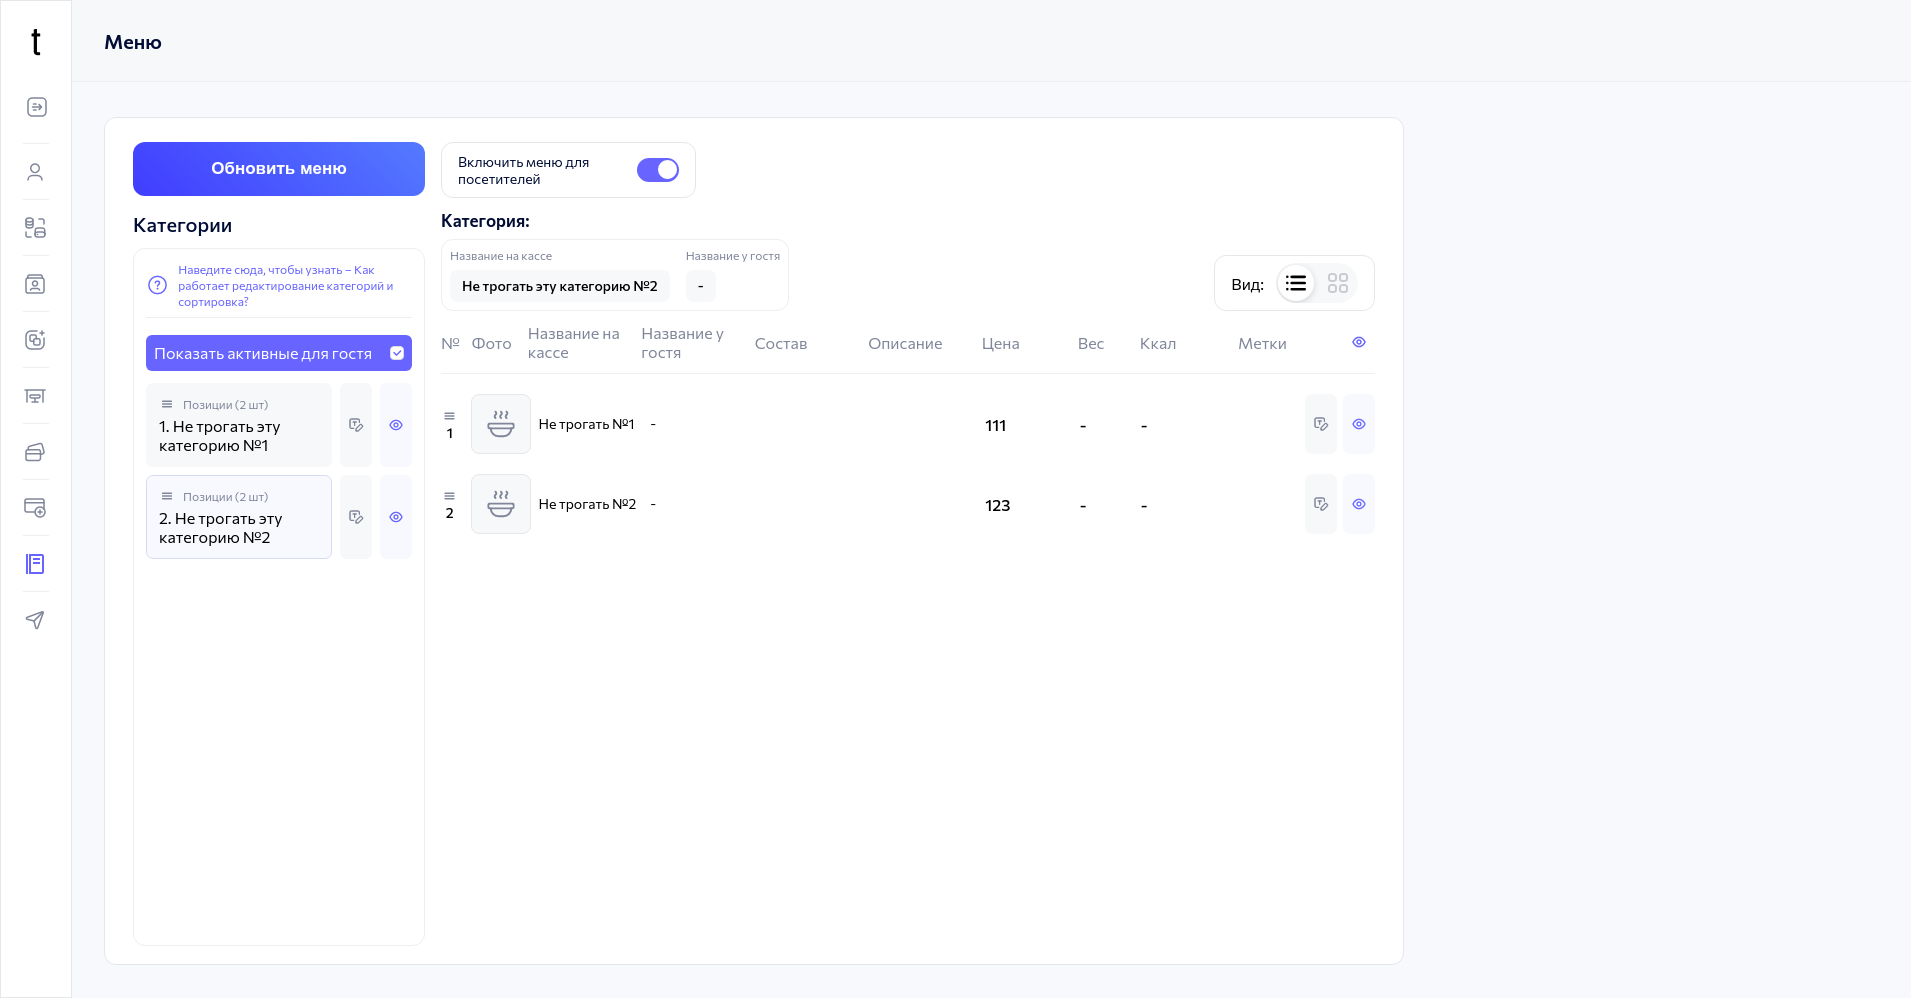 t
Меню
Обновить меню
Включить меню для
посетителей
Категории
Наведите сюда, чтобы узнать – Как
работает редактирование категорий и
сортировка?
Показать активные для гостя
Позиции (2 шт)
1. Не трогать эту
категорию №1
Позиции (2 шт)
2. Не трогать эту
категорию №2
Категория:
Название на кассе
Название у гостя
Не трогать эту категорию №2
-
Вид:
№ Фото Название на кассе Название у гостя Состав Описание Цена Вес Ккал Метки
1 Не трогать №1 - 111 - -
2 Не трогать №2 - 123 - -